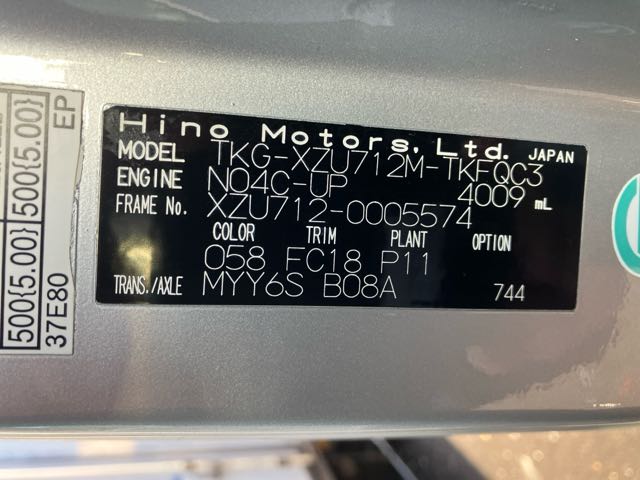 Hino Motors, Ltd. JAPAN
MODEL TKG-XZU712M-TKFQC3
ENGINE N04C-UP 4009 mL
FRAME No. XZU712-0005574
COLOR TRIM PLANT OPTION
058 FC18 P11
TRANS./AXLE MYY6S B08A 744
500{5.00} 500{5.00}
37E80 EP